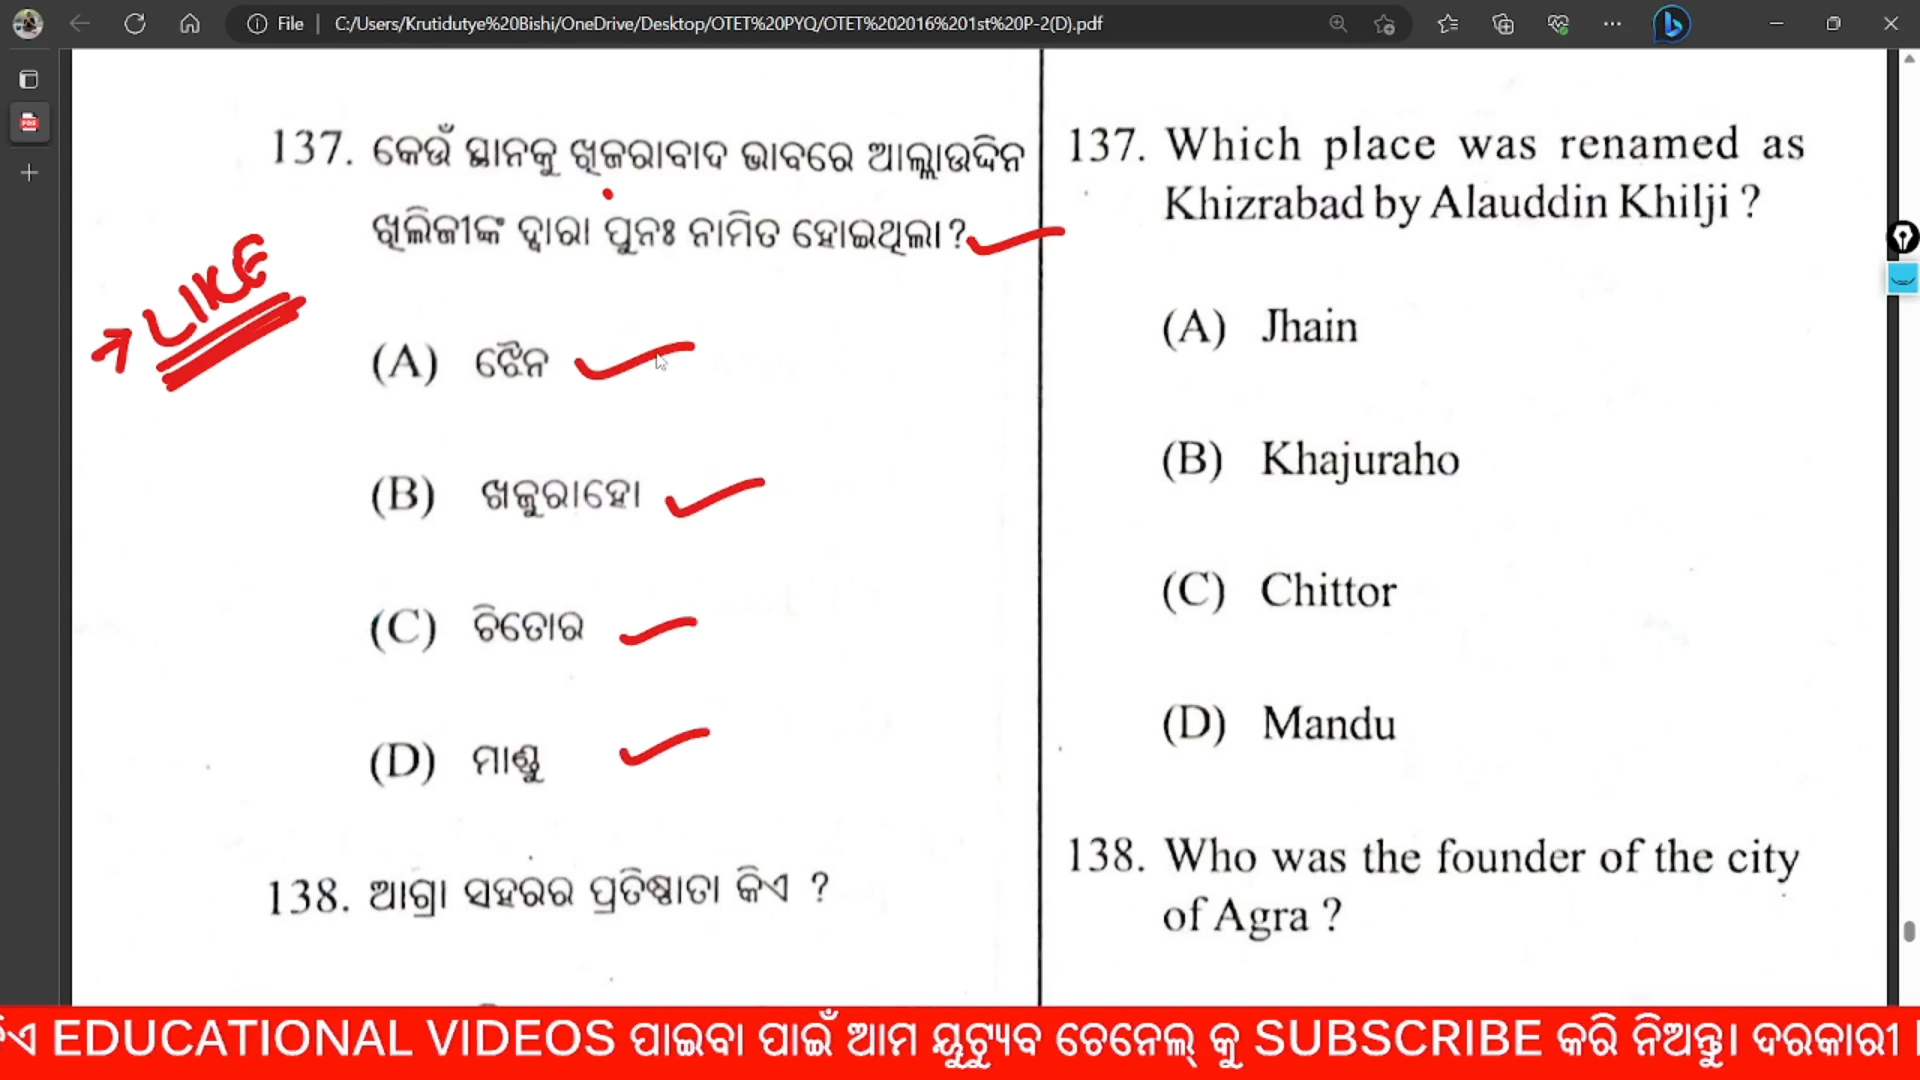 File
C:/Users/Krutidutye%20Bishi/OneDrive/Desktop/OTET%20PYQ/OTET%202016%201st%20P-2(D).pdf
137. କେଉଁ ସ୍ଥାନକୁ ଖିଜରାବାଦ ଭାବରେ ଆଲ୍ଲାଉଦ୍ଦିନ
ଖିଲିଜୀଙ୍କ ଦ୍ୱାରା ପୁନଃ ନାମିତ ହୋଇଥିଲା ?
LIKE
(A) ଝୈନ
(B) ଖଜୁରାହୋ
(C) ଚିତୋର
(D) ମାଣ୍ଡୁ
138. ଆଗ୍ରା ସହରର ପ୍ରତିଷ୍ଠାତା କିଏ ?
137. Which place was renamed as
Khizrabad by Alauddin Khilji ?
(A) Jhain
(B) Khajuraho
(C) Chittor
(D) Mandu
138. Who was the founder of the city
of Agra ?
EDUCATIONAL VIDEOS ପାଇବା ପାଇଁ ଆମ ୟୁଟ୍ୟୁବ ଚେନେଲ୍ କୁ SUBSCRIBE କରି ନିଅନ୍ତୁ। ଦରକାରୀ